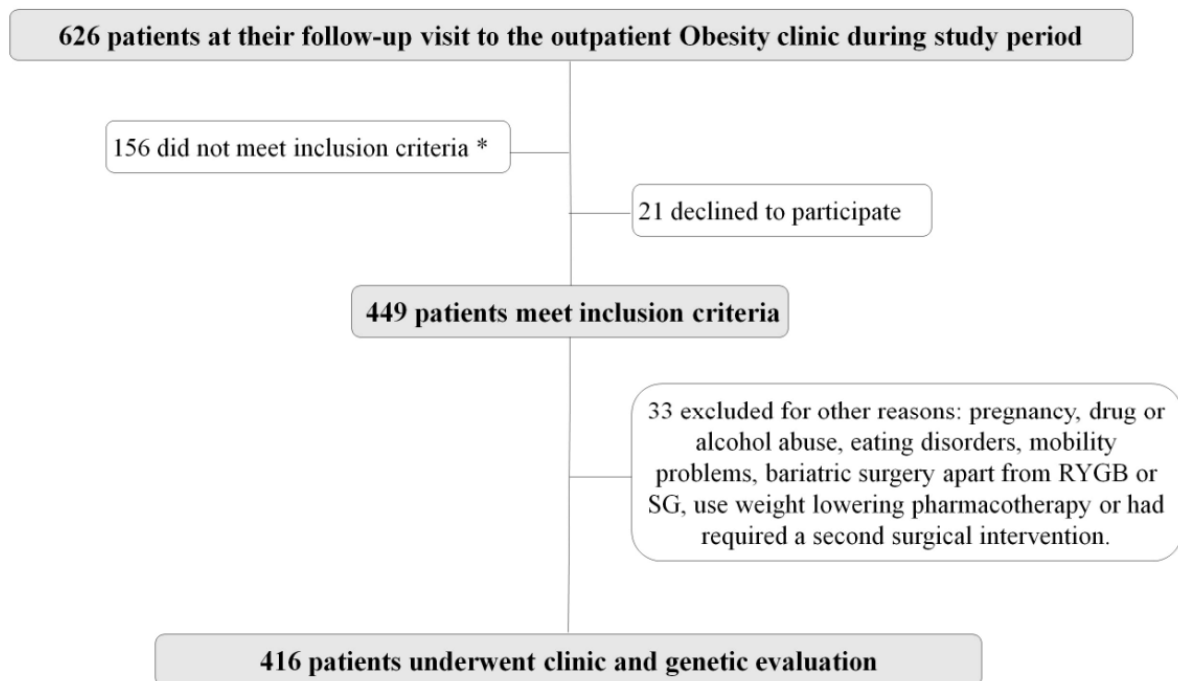 626 patients at their follow-up visit to the outpatient Obesity clinic during study period
156 did not meet inclusion criteria *
21 declined to participate
449 patients meet inclusion criteria
33 excluded for other reasons: pregnancy, drug or
alcohol abuse, eating disorders, mobility
problems, bariatric surgery apart from RYGB or
SG, use weight lowering pharmacotherapy or had
required a second surgical intervention.
416 patients underwent clinic and genetic evaluation